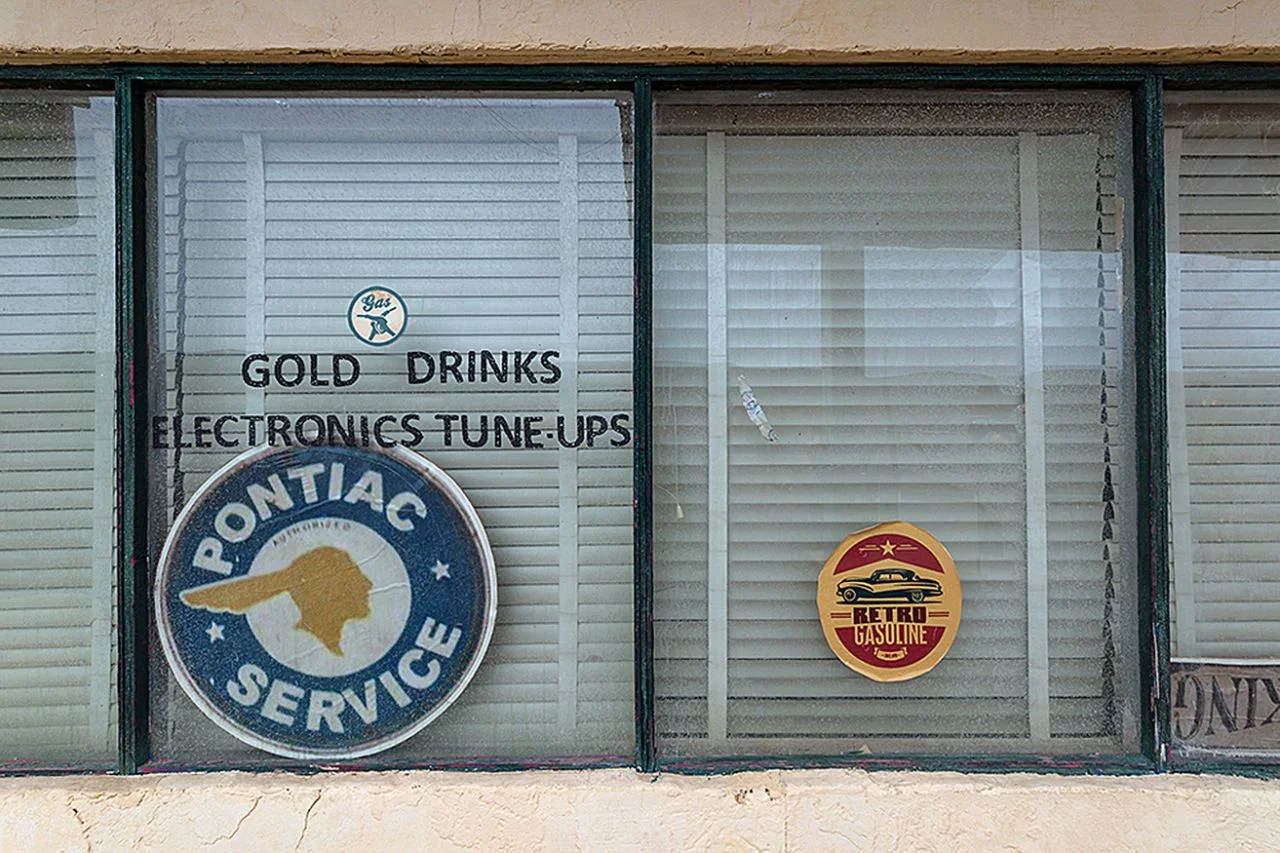 Gas
GOLD DRINKS
ELECTRONICS TUNE-UPS
PONTIAC
AUTHORIZED
SERVICE
RETRO
GASOLINE